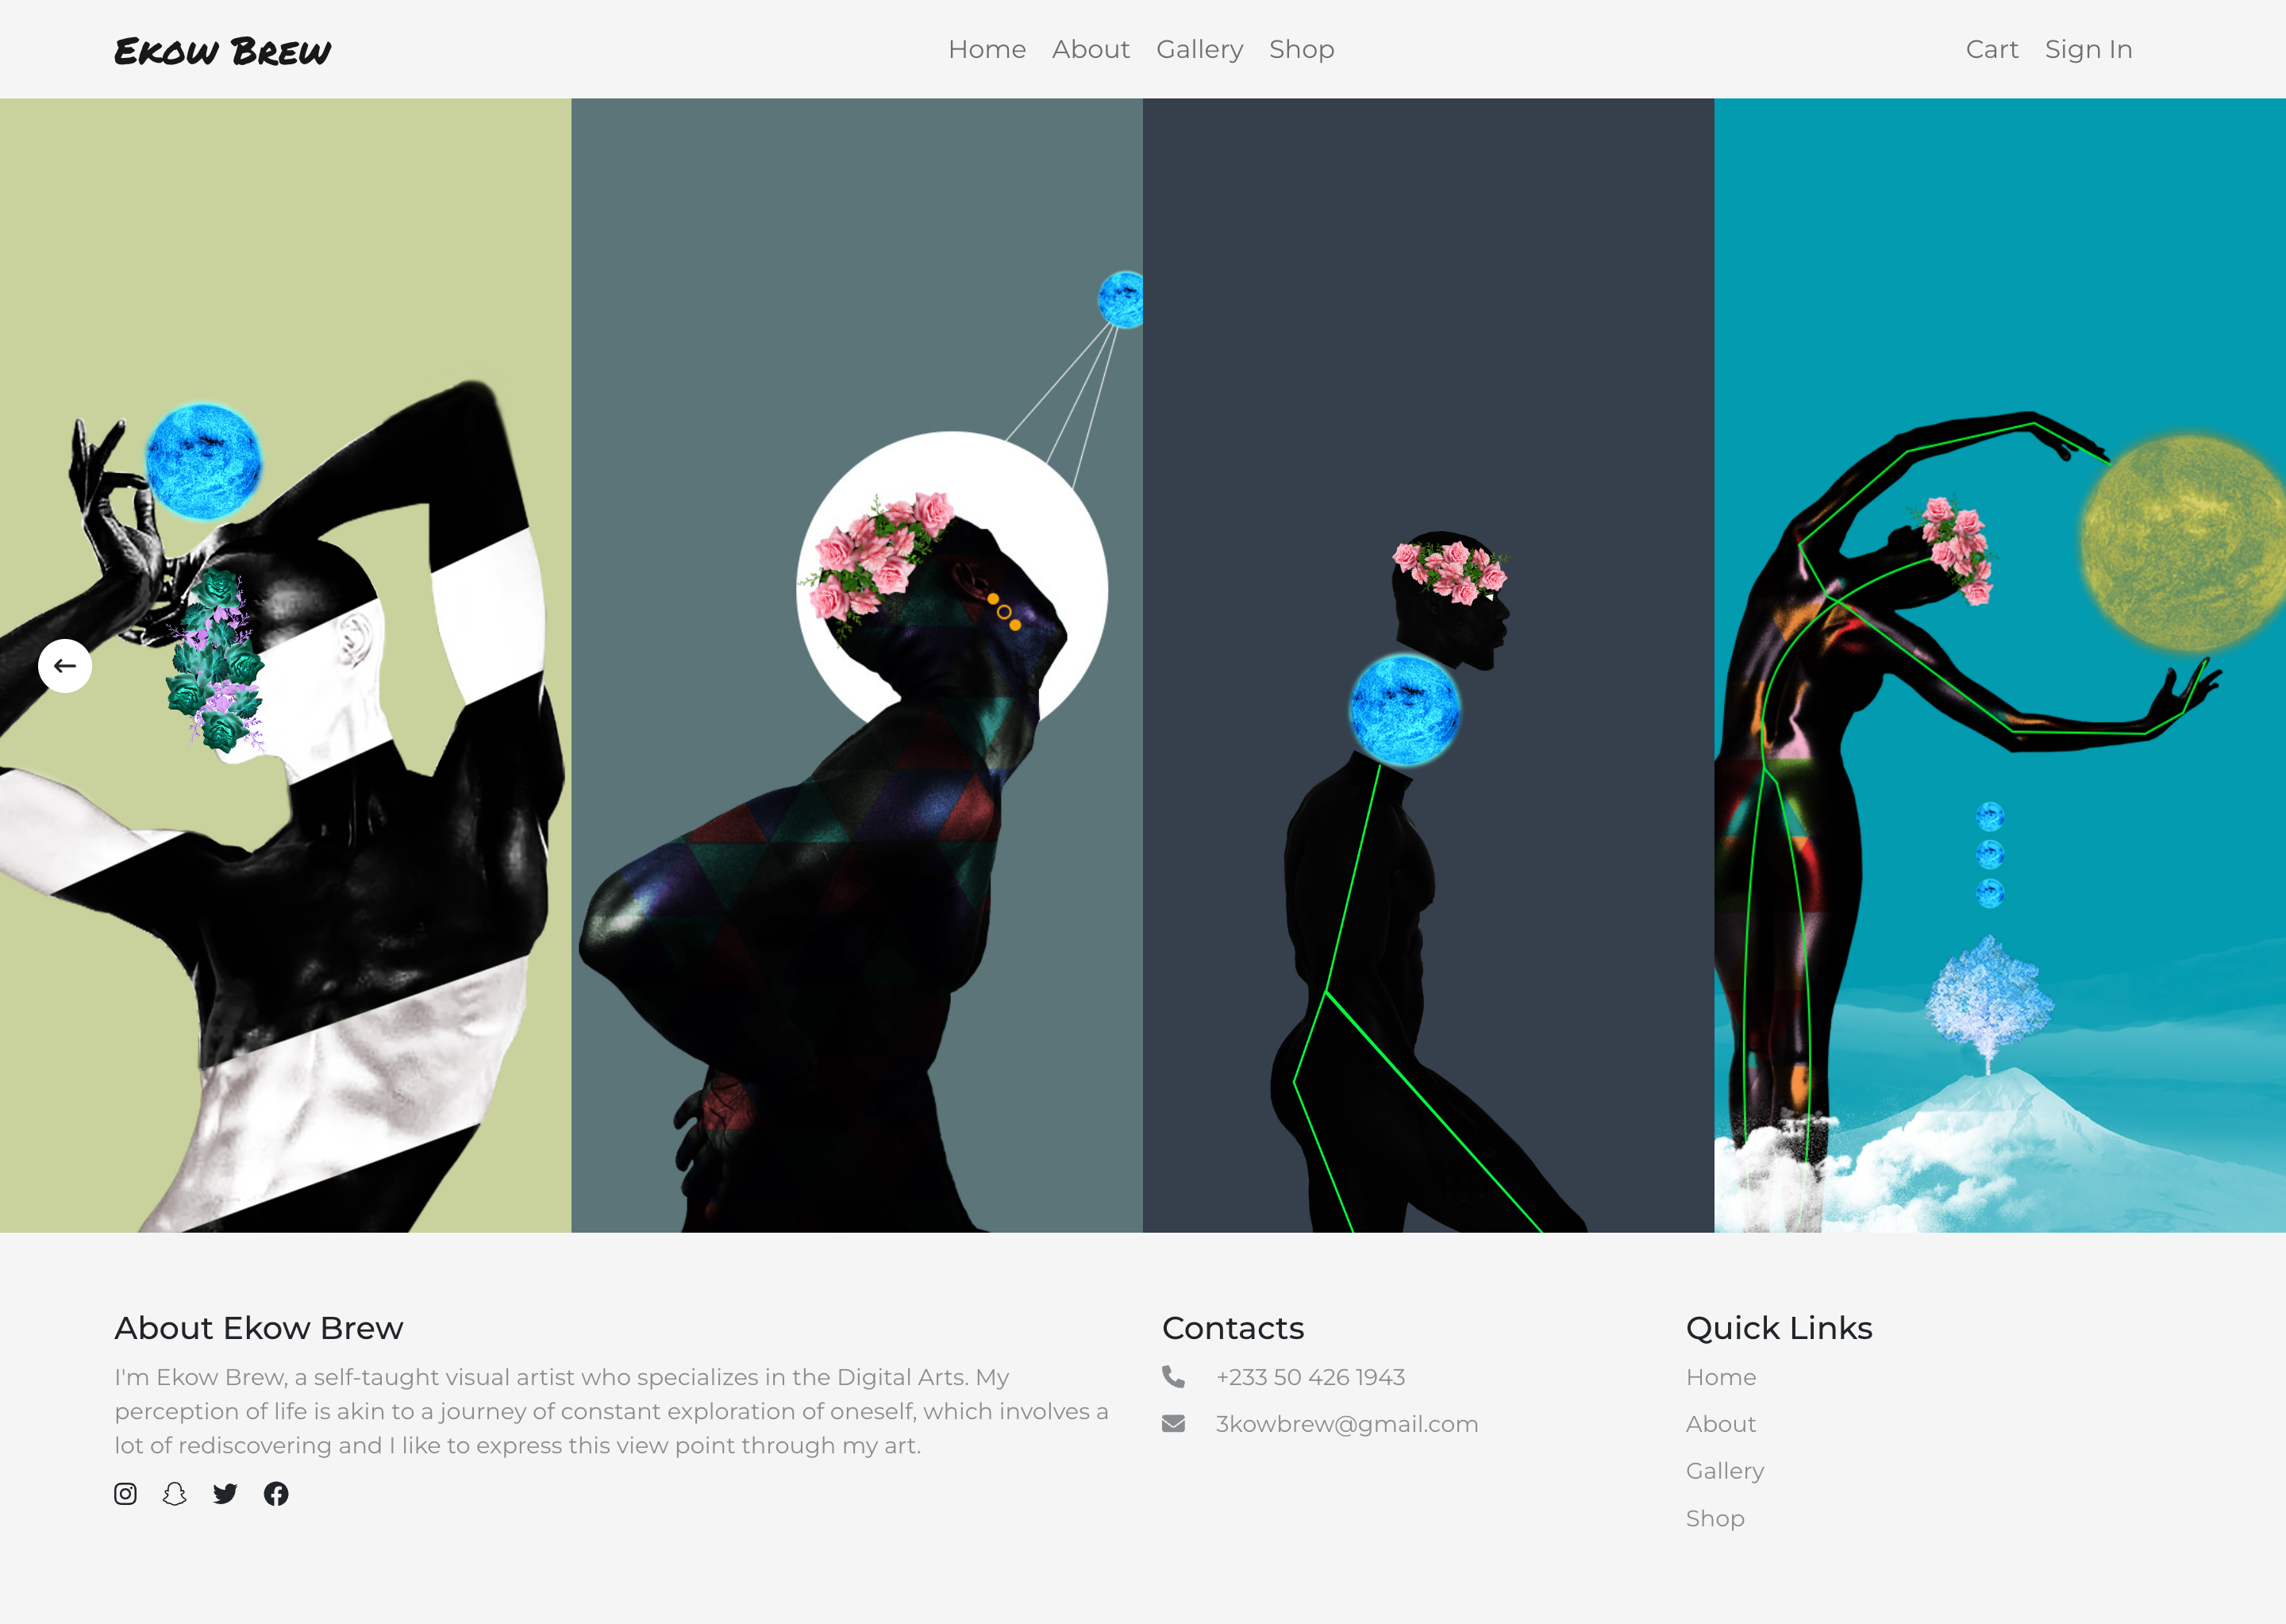 Ekow Brew
Home About Gallery Shop
Cart Sign In
About Ekow Brew
I'm Ekow Brew, a self-taught visual artist who specializes in the Digital Arts. My
perception of life is akin to a journey of constant exploration of oneself, which involves a
lot of rediscovering and I like to express this view point through my art.
Contacts
+233 50 426 1943
3kowbrew@gmail.com
Quick Links
Home
About
Gallery
Shop